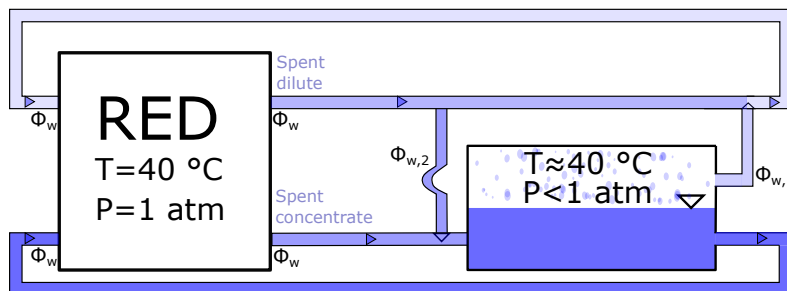 Spent
dilute
Φw
Φw
RED
T=40 °C
P=1 atm
Φw,2
T≈40 °C
P<1 atm
Φw,
Spent
concentrate
Φw
Φw